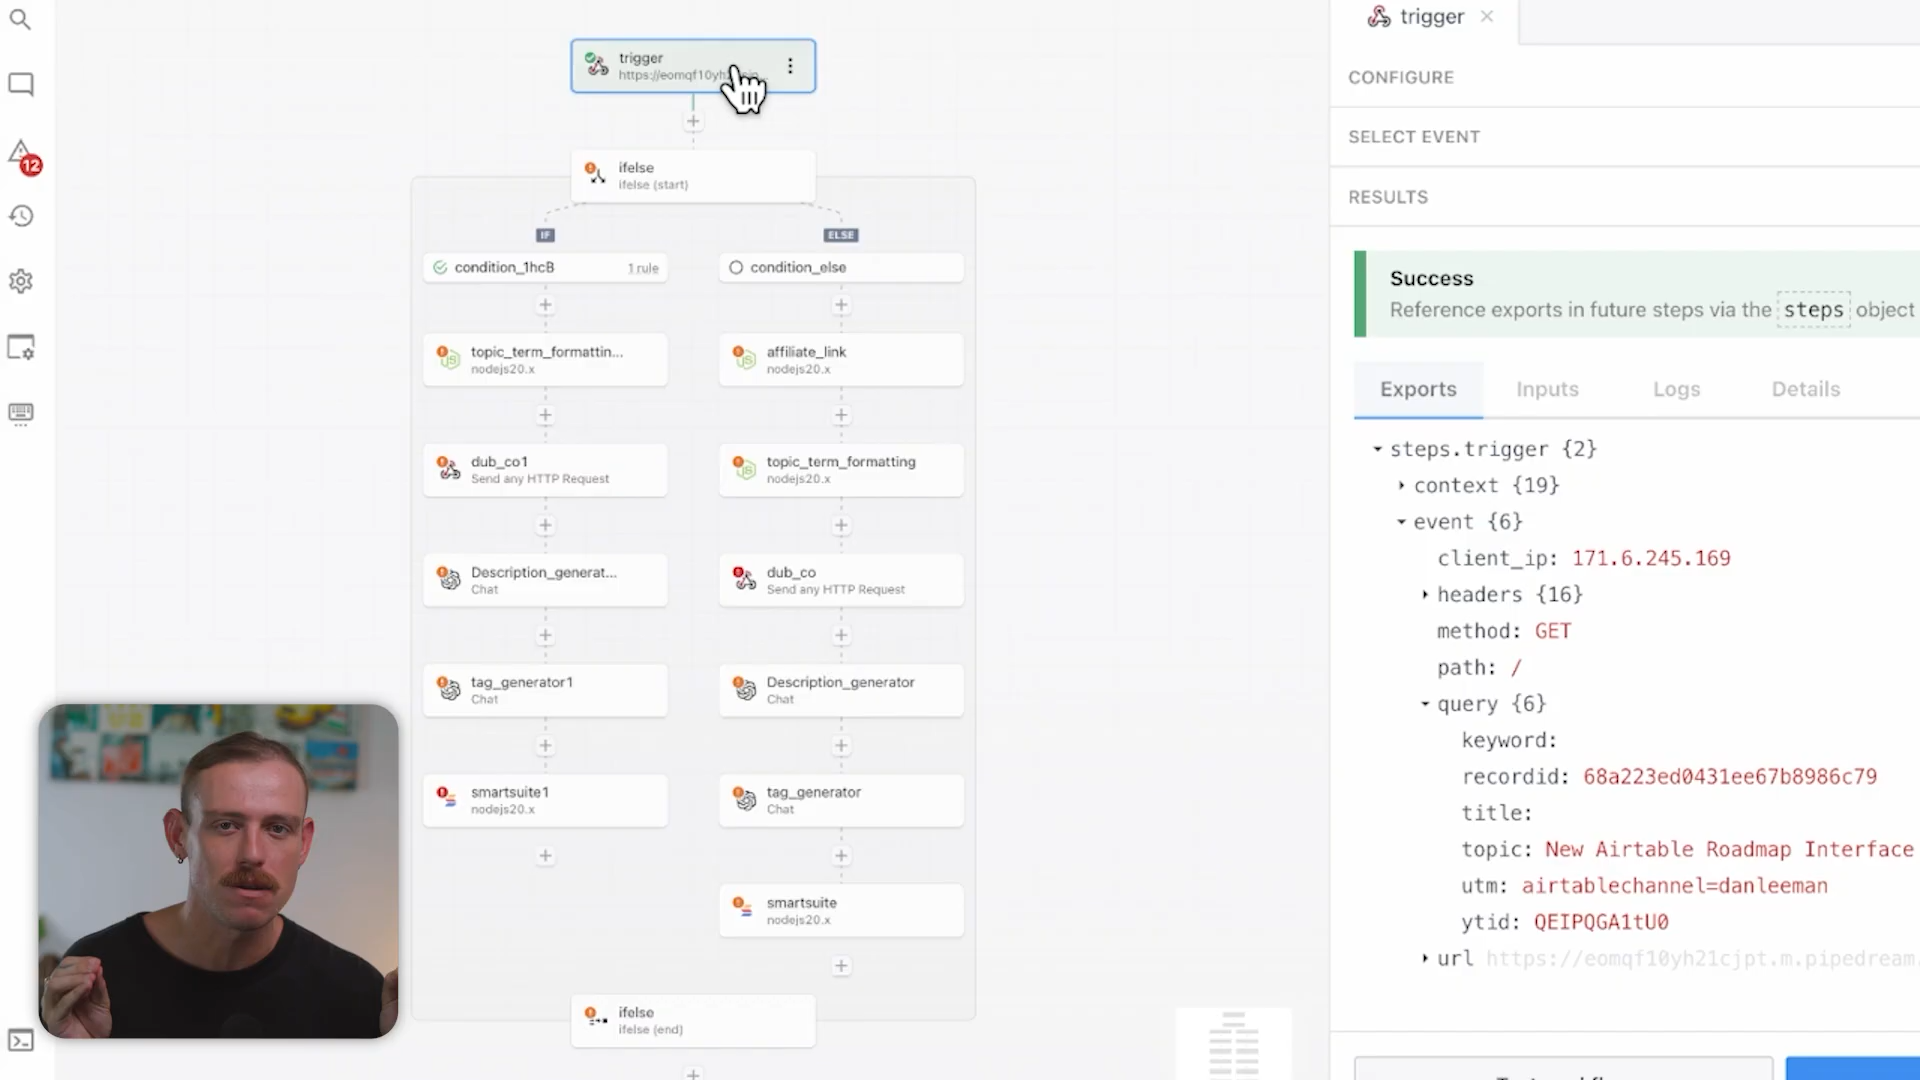 trigger
https://eomqf10yh
12
ifelse
ifelse (start)
IF
ELSE
condition_1hcB
1 rule
condition_else
topic_term_formattin...
nodejs20.x
affiliate_link
nodejs20.x
dub_co1
Send any HTTP Request
topic_term_formatting
nodejs20.x
Description_generat...
Chat
dub_co
Send any HTTP Request
tag_generator1
Chat
Description_generator
Chat
smartsuite1
nodejs20.x
tag_generator
Chat
smartsuite
nodejs20.x
ifelse
ifelse (end)
trigger
CONFIGURE
SELECT EVENT
RESULTS
Success
Reference exports in future steps via the steps object
Exports Inputs Logs Details
steps.trigger {2}
context {19}
event {6}
client_ip: 171.6.245.169
headers {16}
method: GET
path: /
query {6}
keyword:
recordid: 68a223ed0431ee67b8986c79
title:
topic: New Airtable Roadmap Interface
utm: airtablechannel=danleeman
ytid: QEIPQGA1tU0
url https://eomqf10yh21cjpt.m.pipedream.